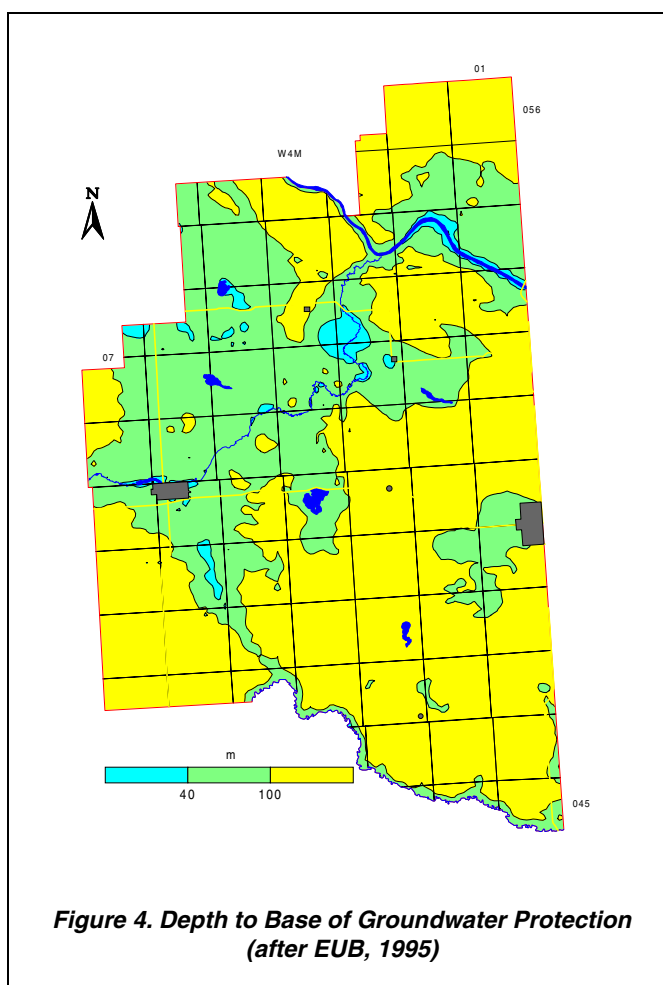 01
056
W4M
N
07
m
40 100
045
Figure 4. Depth to Base of Groundwater Protection
(after EUB, 1995)